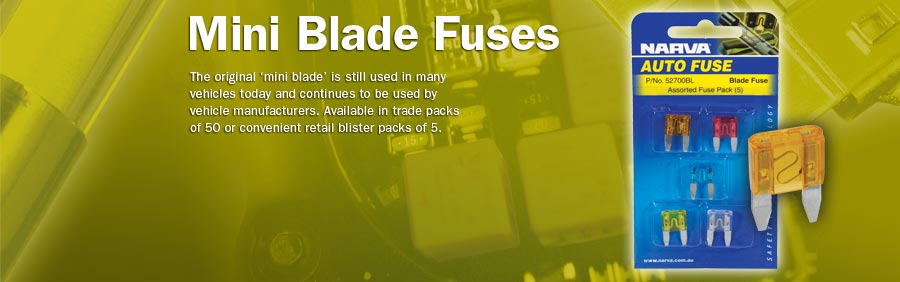 Mini Blade Fuses
The original ‘mini blade’ is still used in many
vehicles today and continues to be used by
vehicle manufacturers. Available in trade packs
of 50 or convenient retail blister packs of 5.
NARVA
AUTO FUSE
P/No. 52700BL Blade Fuse
Assorted Fuse Pack (5)
www.narva.com.au
SAFETY